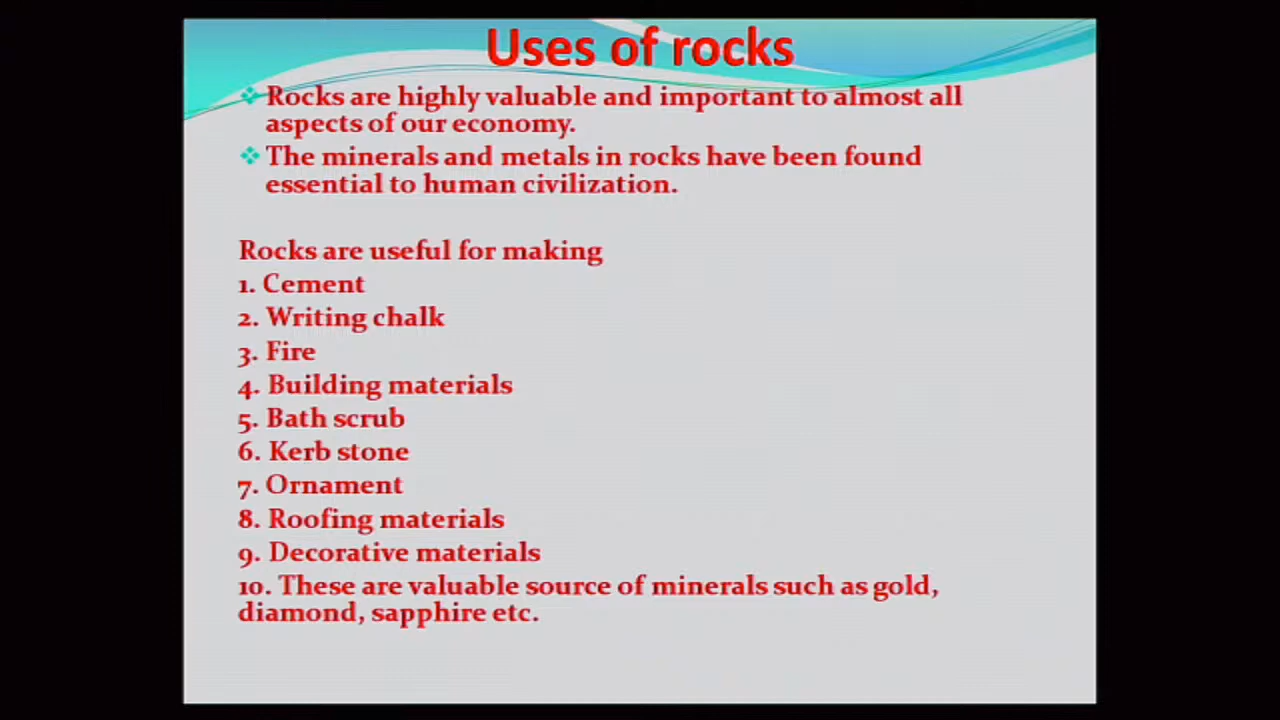 Uses of rocks
Rocks are highly valuable and important to almost all
aspects of our economy.
The minerals and metals in rocks have been found
essential to human civilization.
Rocks are useful for making
1. Cement
2. Writing chalk
3. Fire
4. Building materials
5. Bath scrub
6. Kerb stone
7. Ornament
8. Roofing materials
9. Decorative materials
10. These are valuable source of minerals such as gold,
diamond, sapphire etc.